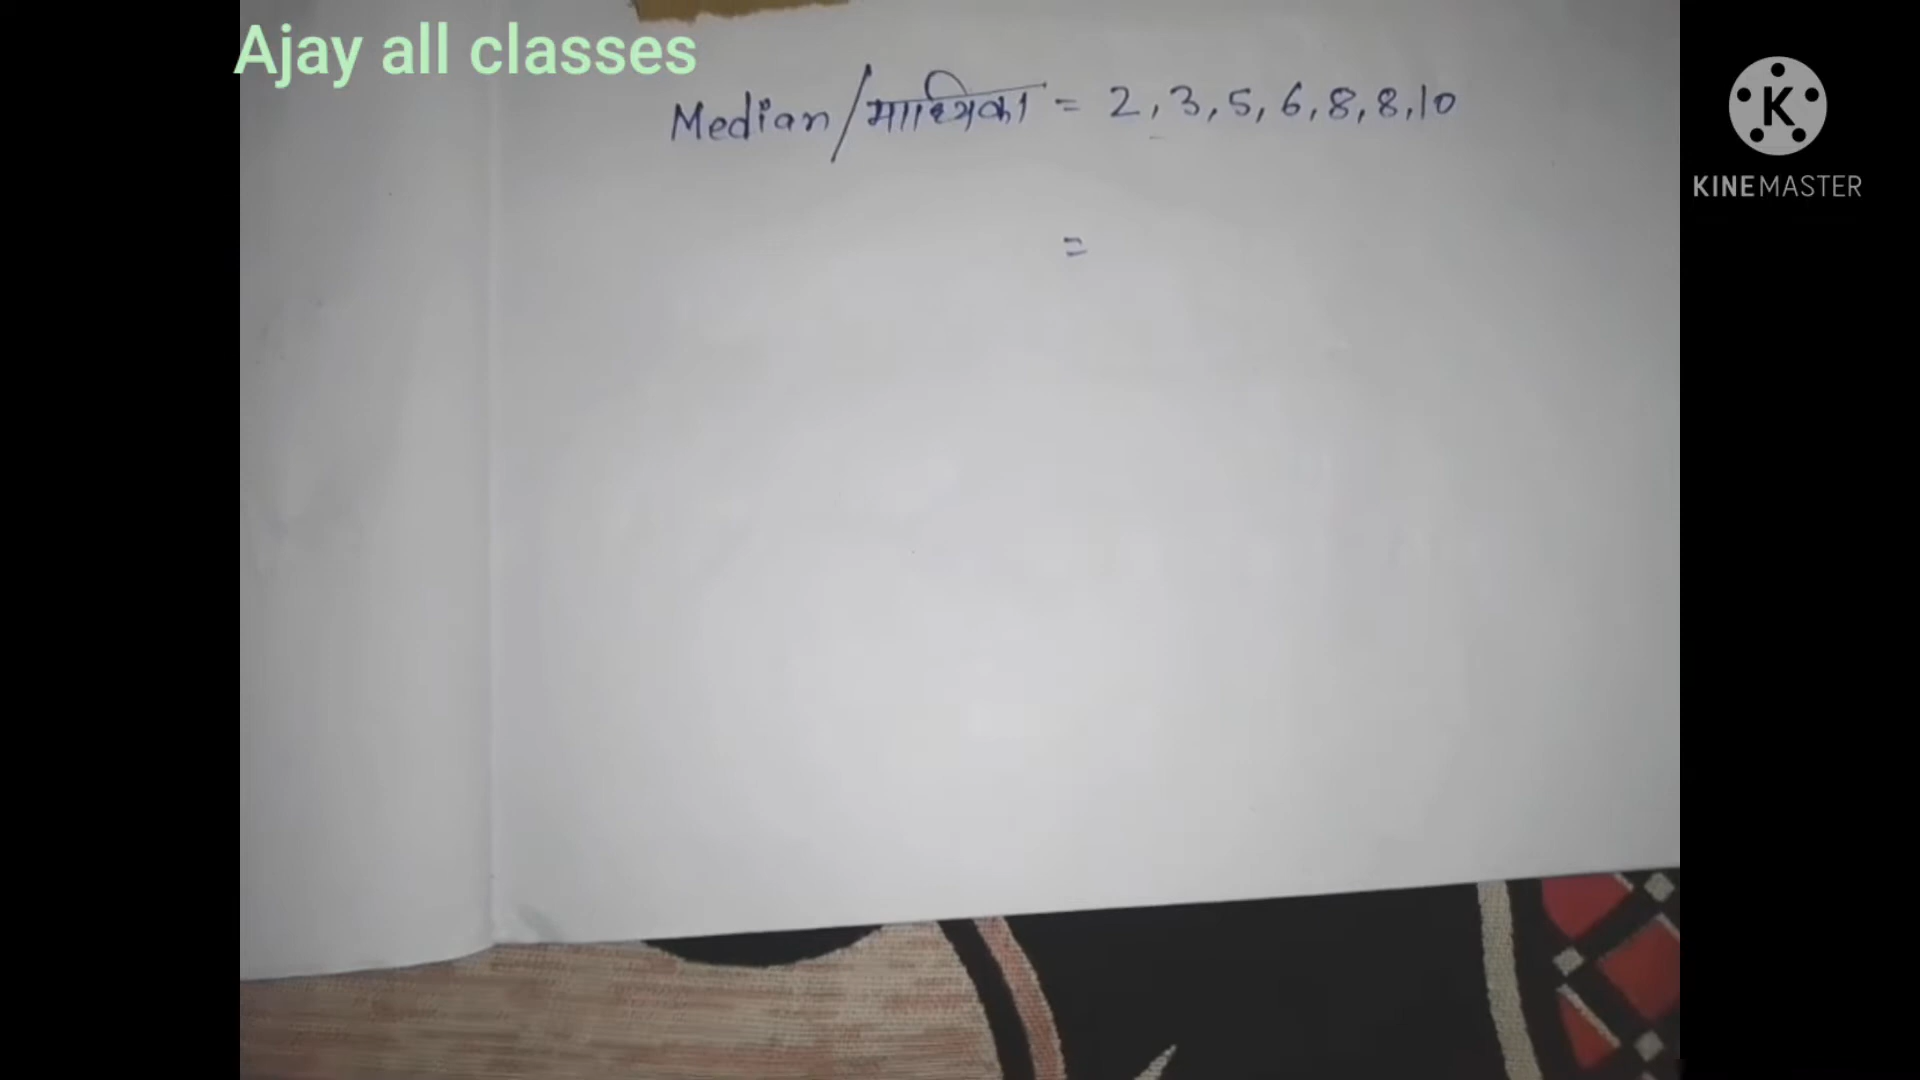 Ajay all classes
Median/माध्यिका = 2, 3, 5, 6, 8, 8, 10
=
K
KINEMASTER